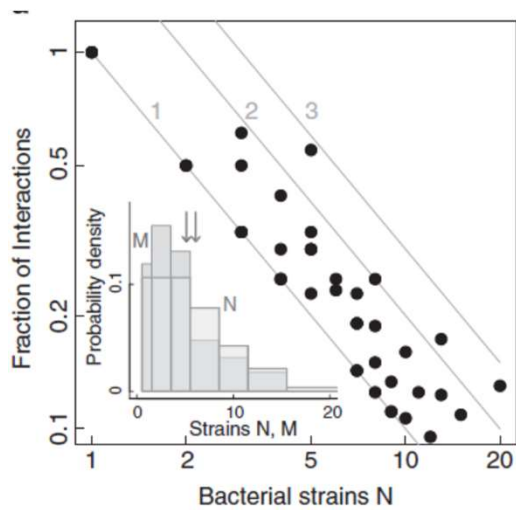 1
2
3
1
0.5
0.2
0.1
Fraction of Interactions
M
N
0.1
0
Probability density
0
10
20
Strains N, M
1
2
5
10
20
Bacterial strains N